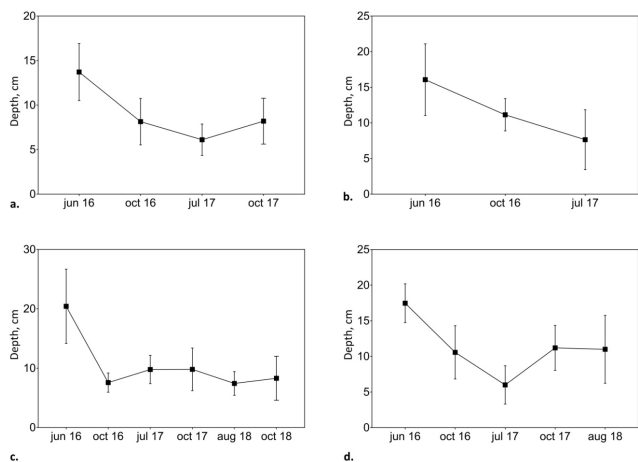 Depth, cm
20
15
10
5
0
jun 16 oct 16 jul 17 oct 17
a.
Depth, cm
25
20
15
10
5
0
jun 16 oct 16 jul 17
b.
Depth, cm
30
20
10
0
jun 16 oct 16 jul 17 oct 17 aug 18 oct 18
c.
Depth, cm
25
20
15
10
5
0
jun 16 oct 16 jul 17 oct 17 aug 18
d.